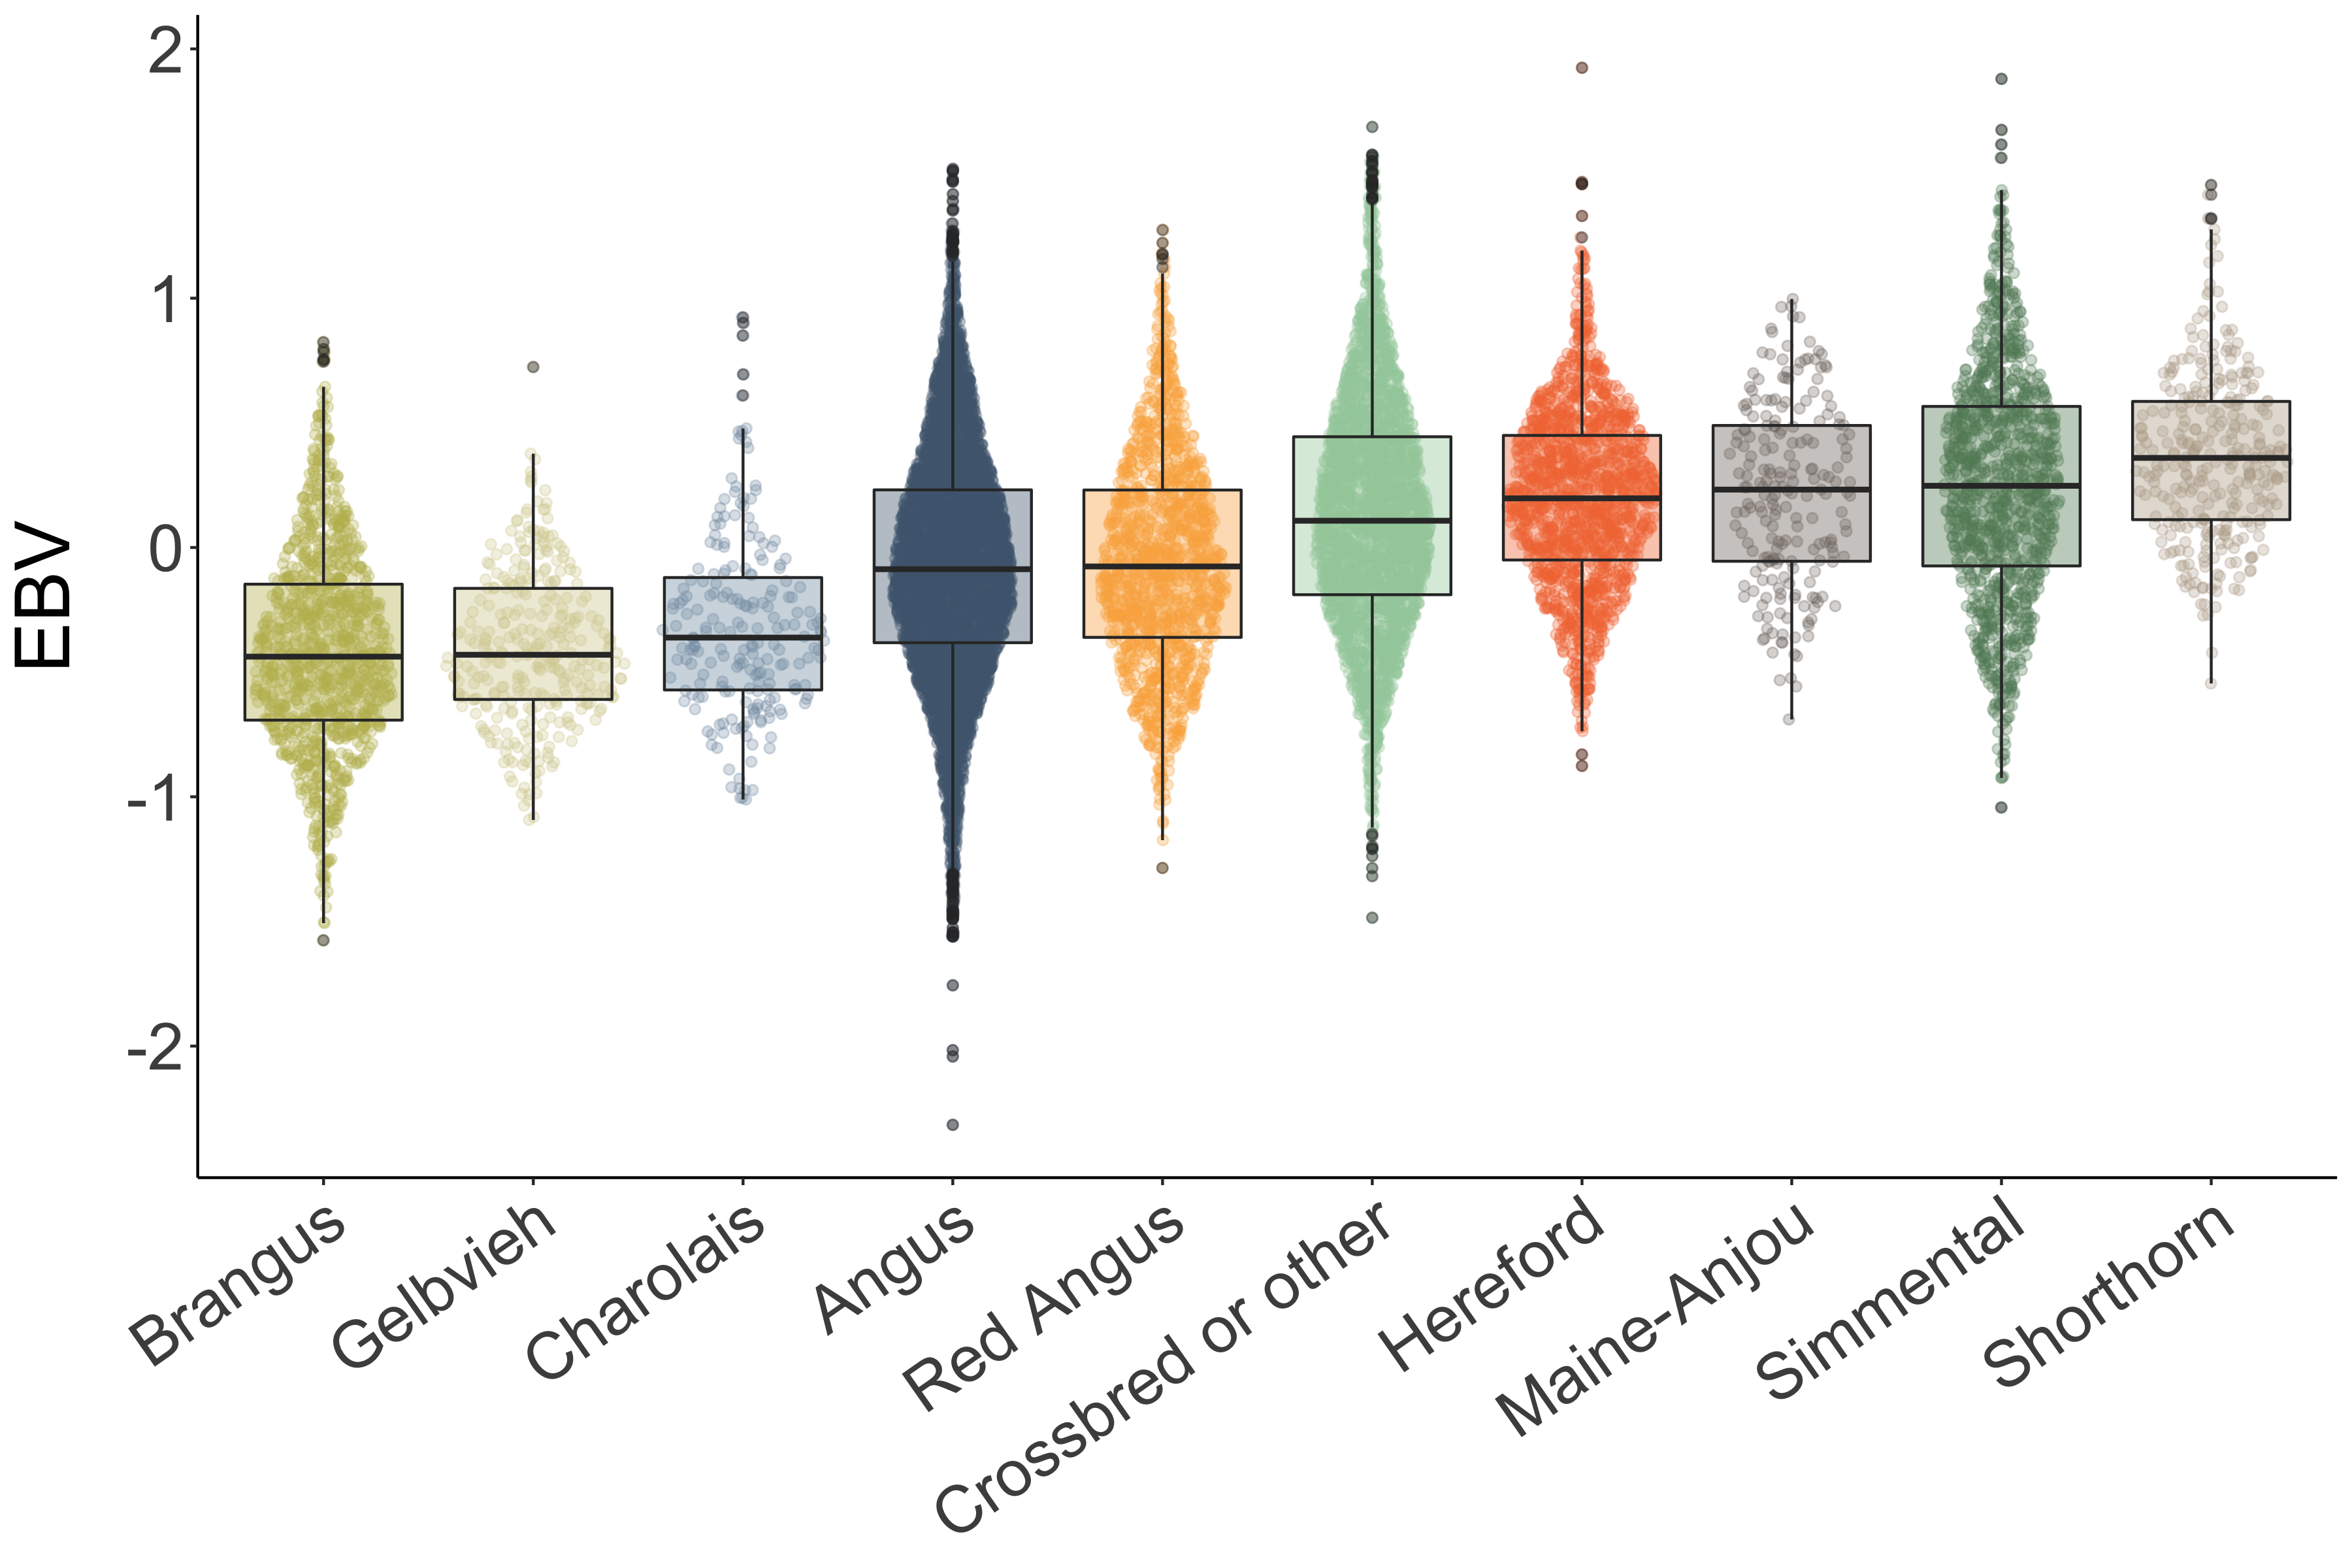 EBV
2
1
0
-1
-2
Brangus
Gelbvieh
Charolais
Angus
Red Angus
Crossbred or other
Hereford
Maine-Anjou
Simmental
Shorthorn